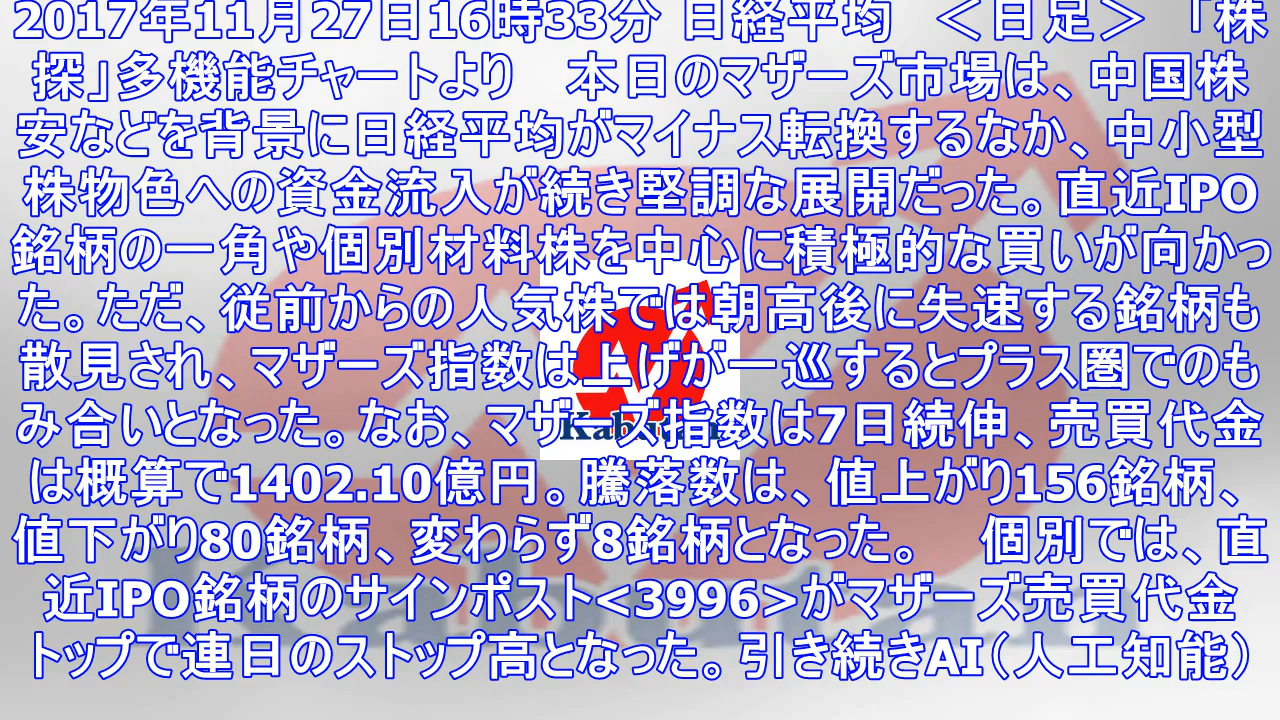 2017年11月27日16時33分 日経平均　＜日足＞　「株
探」多機能チャートより　本日のマザーズ市場は、中国株
安などを背景に日経平均がマイナス転換するなか、中小型
株物色への資金流入が続き堅調な展開だった。直近IPO
銘柄の一角や個別材料株を中心に積極的な買いが向かっ
た。ただ、従前からの人気株では朝高後に失速する銘柄も
散見され、マザーズ指数は上げが一巡するとプラス圏でのも
み合いとなった。なお、マザーズ指数は7日続伸、売買代金
は概算で1402.10億円。騰落数は、値上がり156銘柄、
値下がり80銘柄、変わらず8銘柄となった。　個別では、直
近IPO銘柄のサインポスト<3996>がマザーズ売買代金
トップで連日のストップ高となった。引き続きAI（人工知能）
Kabutan